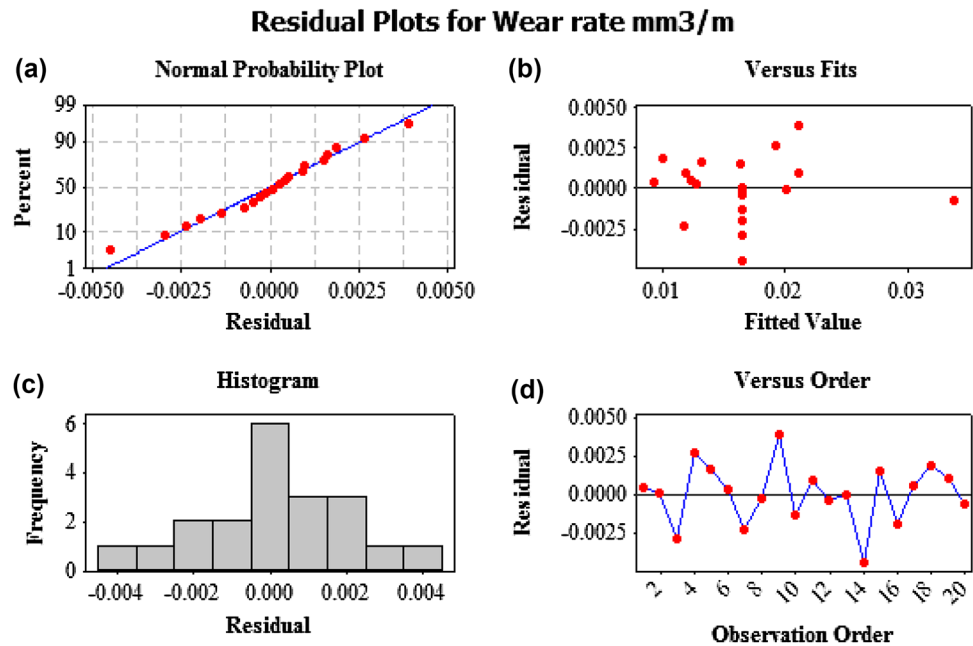 Residual Plots for Wear rate mm3/m
(a)
Normal Probability Plot
99
90
50
10
1
Percent
-0.0050 -0.0025 0.0000 0.0025 0.0050
Residual
(b)
Versus Fits
0.0050
0.0025
0.0000
-0.0025
Residual
0.01 0.02 0.03
Fitted Value
(c)
Histogram
6
4
2
0
Frequency
-0.004 -0.002 0.000 0.002 0.004
Residual
(d)
Versus Order
0.0050
0.0025
0.0000
-0.0025
Residual
2 4 6 8 10 12 14 16 18 20
Observation Order